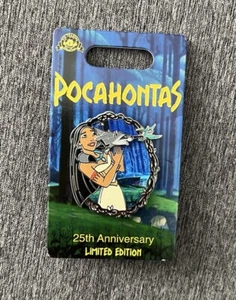 POCAHONTAS
25th Anniversary
LIMITED EDITION